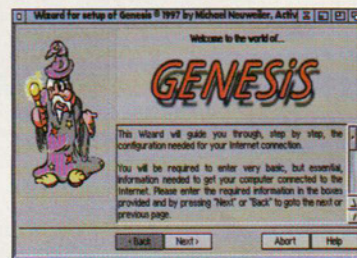 Wizard for setup of Genesis © 1997 by Michael Neuweiler, Activ
Welcome to the world of...
GENESiS
This Wizard will guide you through, step by step, the
configuration needed for your Internet connection.
You will be required to enter very basic, but essential,
information needed to get your computer connected to the
Internet. Please enter the required information in the boxes
provided and by pressing "Next" or "Back" to goto the next or
previous page.
‹ Back
Next ›
Abort
Help